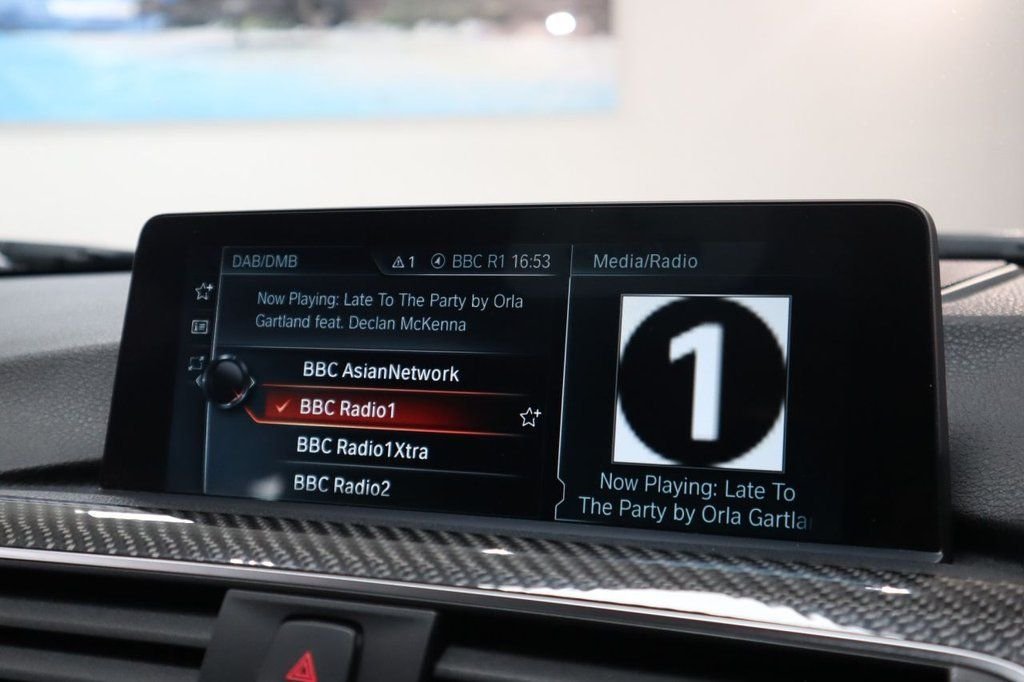 DAB/DMB
1 BBC R1 16:53
Now Playing: Late To The Party by Orla
Gartland feat. Declan McKenna
BBC AsianNetwork
BBC Radio1
BBC Radio1Xtra
BBC Radio2
Media/Radio
1
Now Playing: Late To
The Party by Orla Gartla